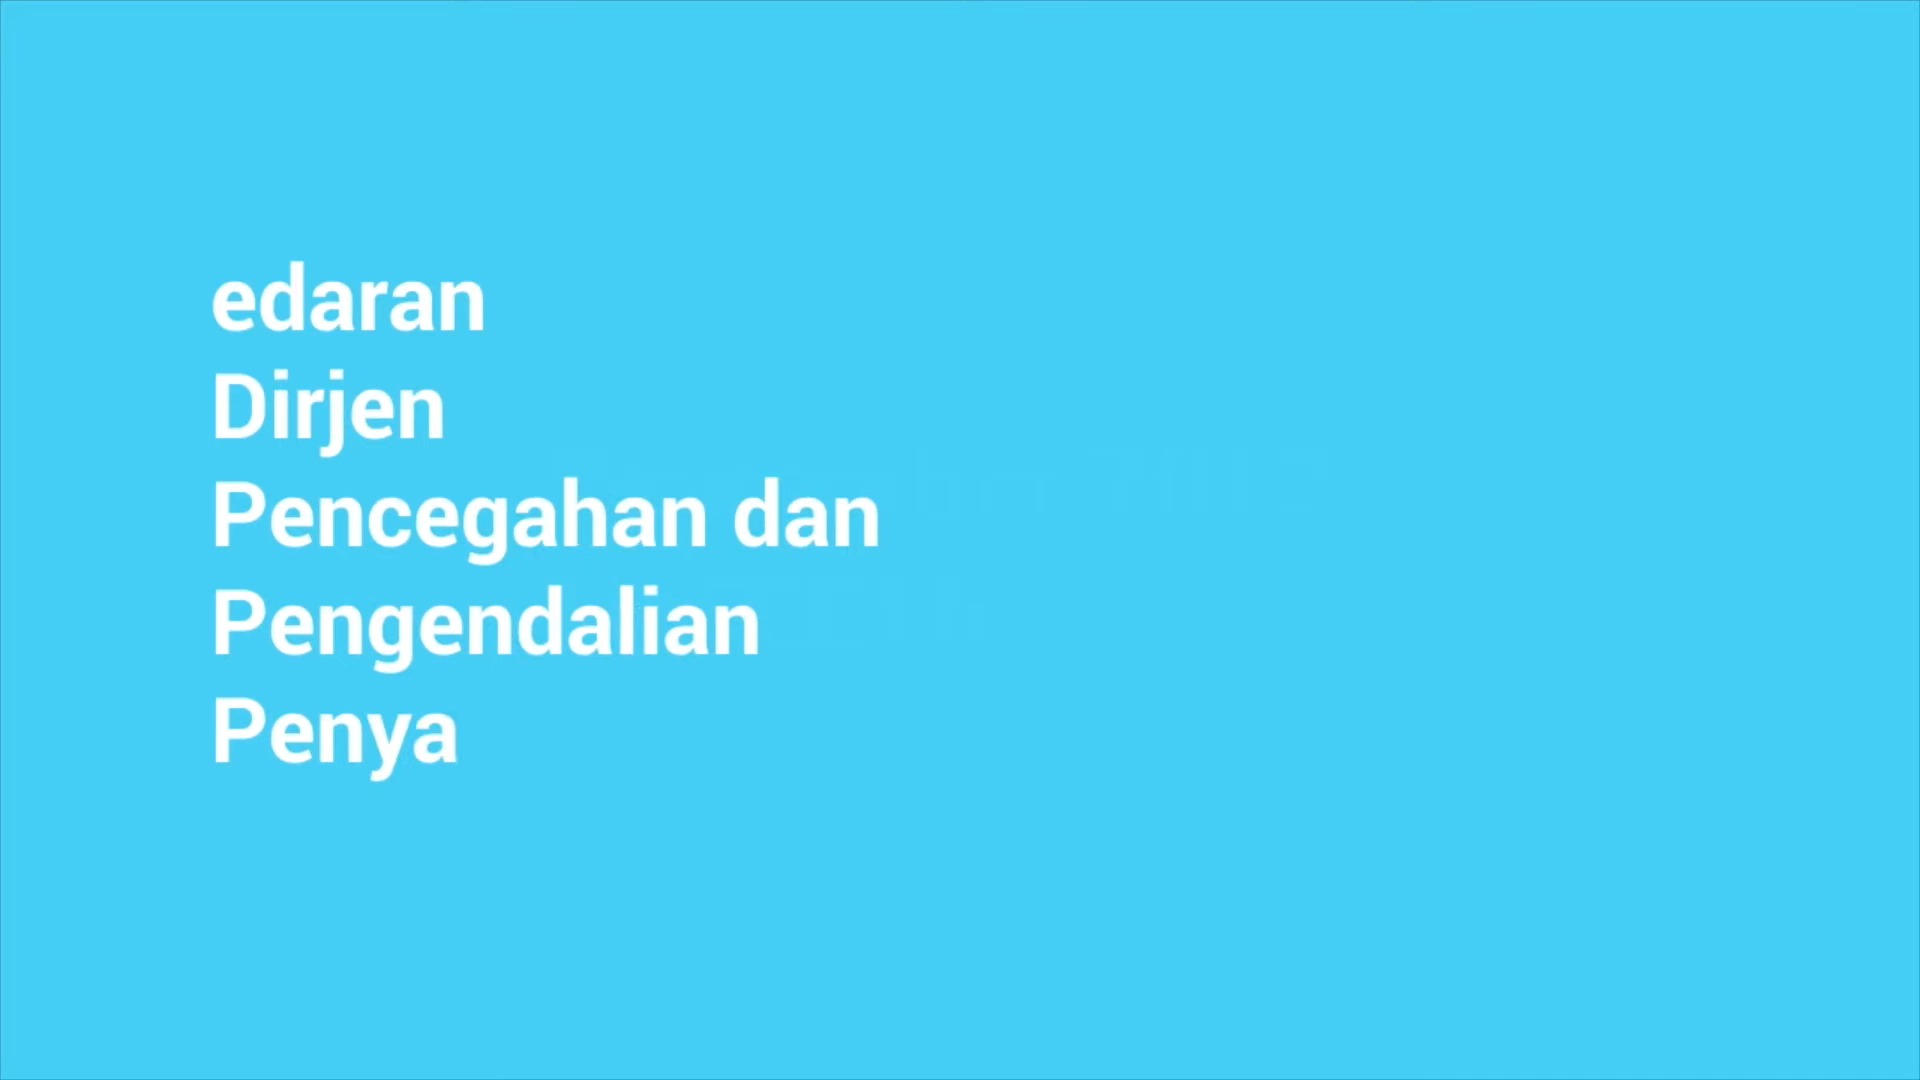 edaran
Dirjen
Pencegahan dan
Pengendalian
Penya